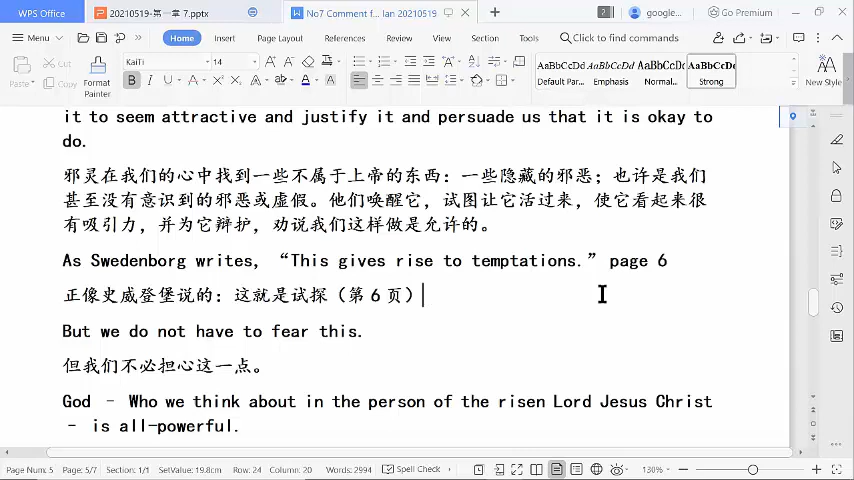 WPS Office
20210519-第一章 7.pptx
No7 Comment f... Ian 20210519
2
google...
Go Premium
Menu
Home
Insert
Page Layout
References
Review
View
Section
Tools
Click to find commands
Paste
Cut
Copy
Format Painter
KaiTi
14
AaBbCcDd
Default Par...
AaBbCcDd
Emphasis
AaBbCcDd
Normal...
AaBbCcDd
Strong
New Style
it to seem attractive and justify it and persuade us that it is okay to
do.
邪灵在我们的心中找到一些不属于上帝的东西：一些隐藏的邪恶；也许是我们
甚至没有意识到的邪恶或虚假。他们唤醒它，试图让它活过来，使它看起来很
有吸引力，并为它辩护，劝说我们这样做是允许的。
As Swedenborg writes, “This gives rise to temptations.” page 6
正像史威登堡说的：这就是试探（第 6 页）
But we do not have to fear this.
但我们不必担心这一点。
God – Who we think about in the person of the risen Lord Jesus Christ
– is all-powerful.
Page Num: 5
Page: 5/7
Section: 1/1
SetValue: 19.8cm
Row: 24
Column: 20
Words: 2994
Spell Check
130%